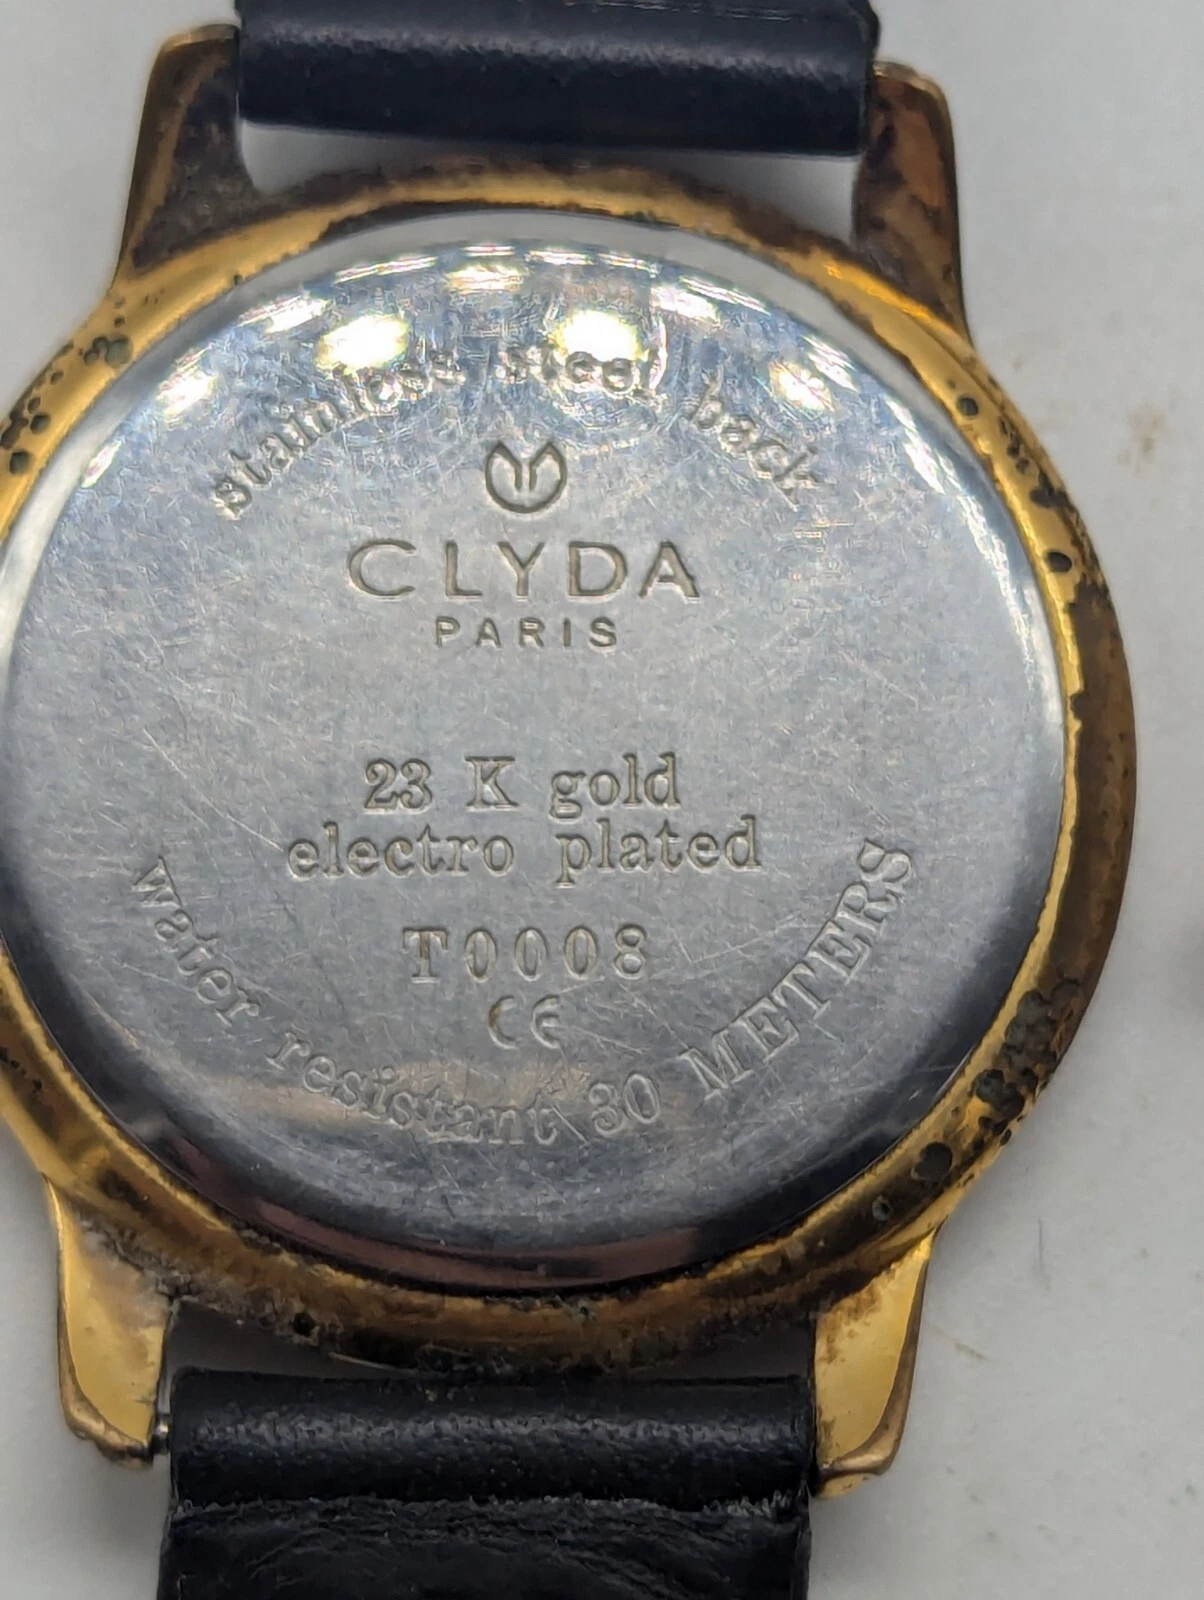 stainless steel back
CLYDA
PARIS
23 K gold
electro plated
T0008
CE
water resistant 30 METERS